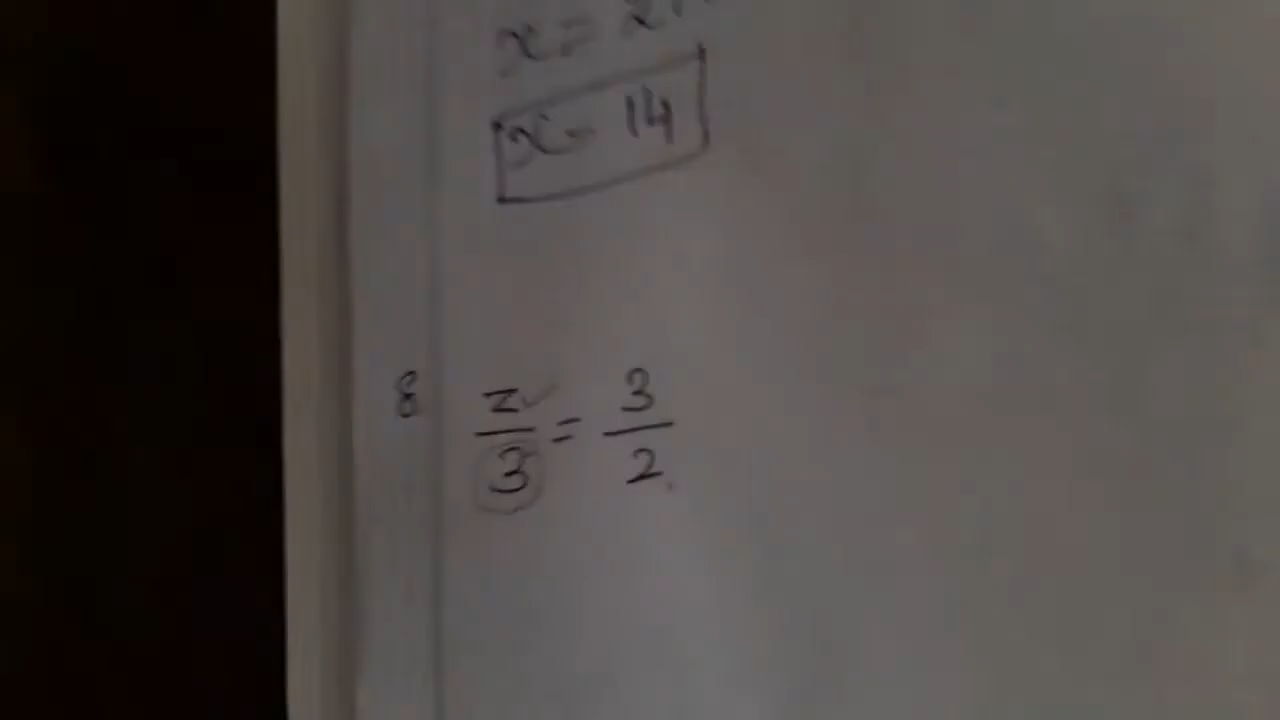 x =
x = 14
8 z/3 = 3/2